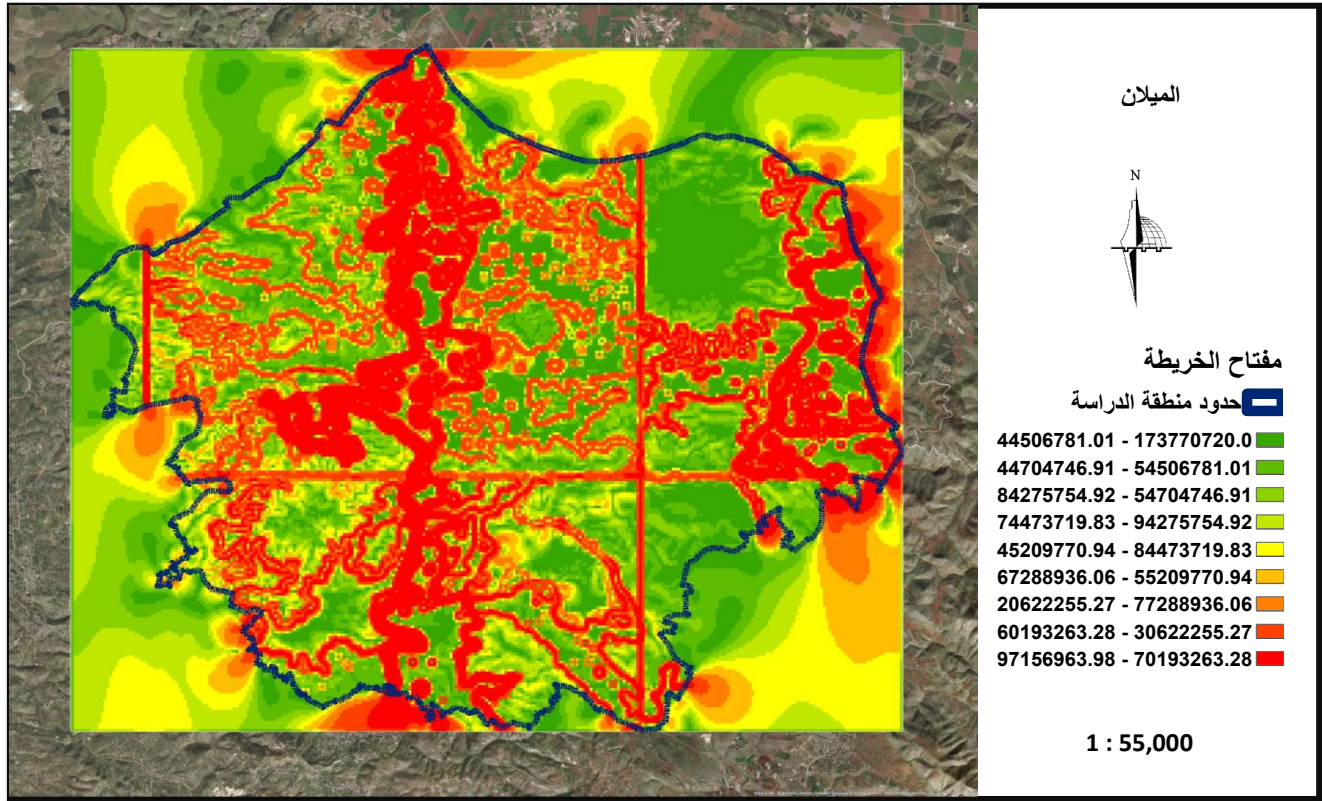 الميلان
N
مفتاح الخريطة
حدود منطقة الدراسة
44506781.01 - 173770720.0
44704746.91 - 54506781.01
84275754.92 - 54704746.91
74473719.83 - 94275754.92
45209770.94 - 84473719.83
67288936.06 - 55209770.94
20622255.27 - 77288936.06
60193263.28 - 30622255.27
97156963.98 - 70193263.28
1 : 55,000